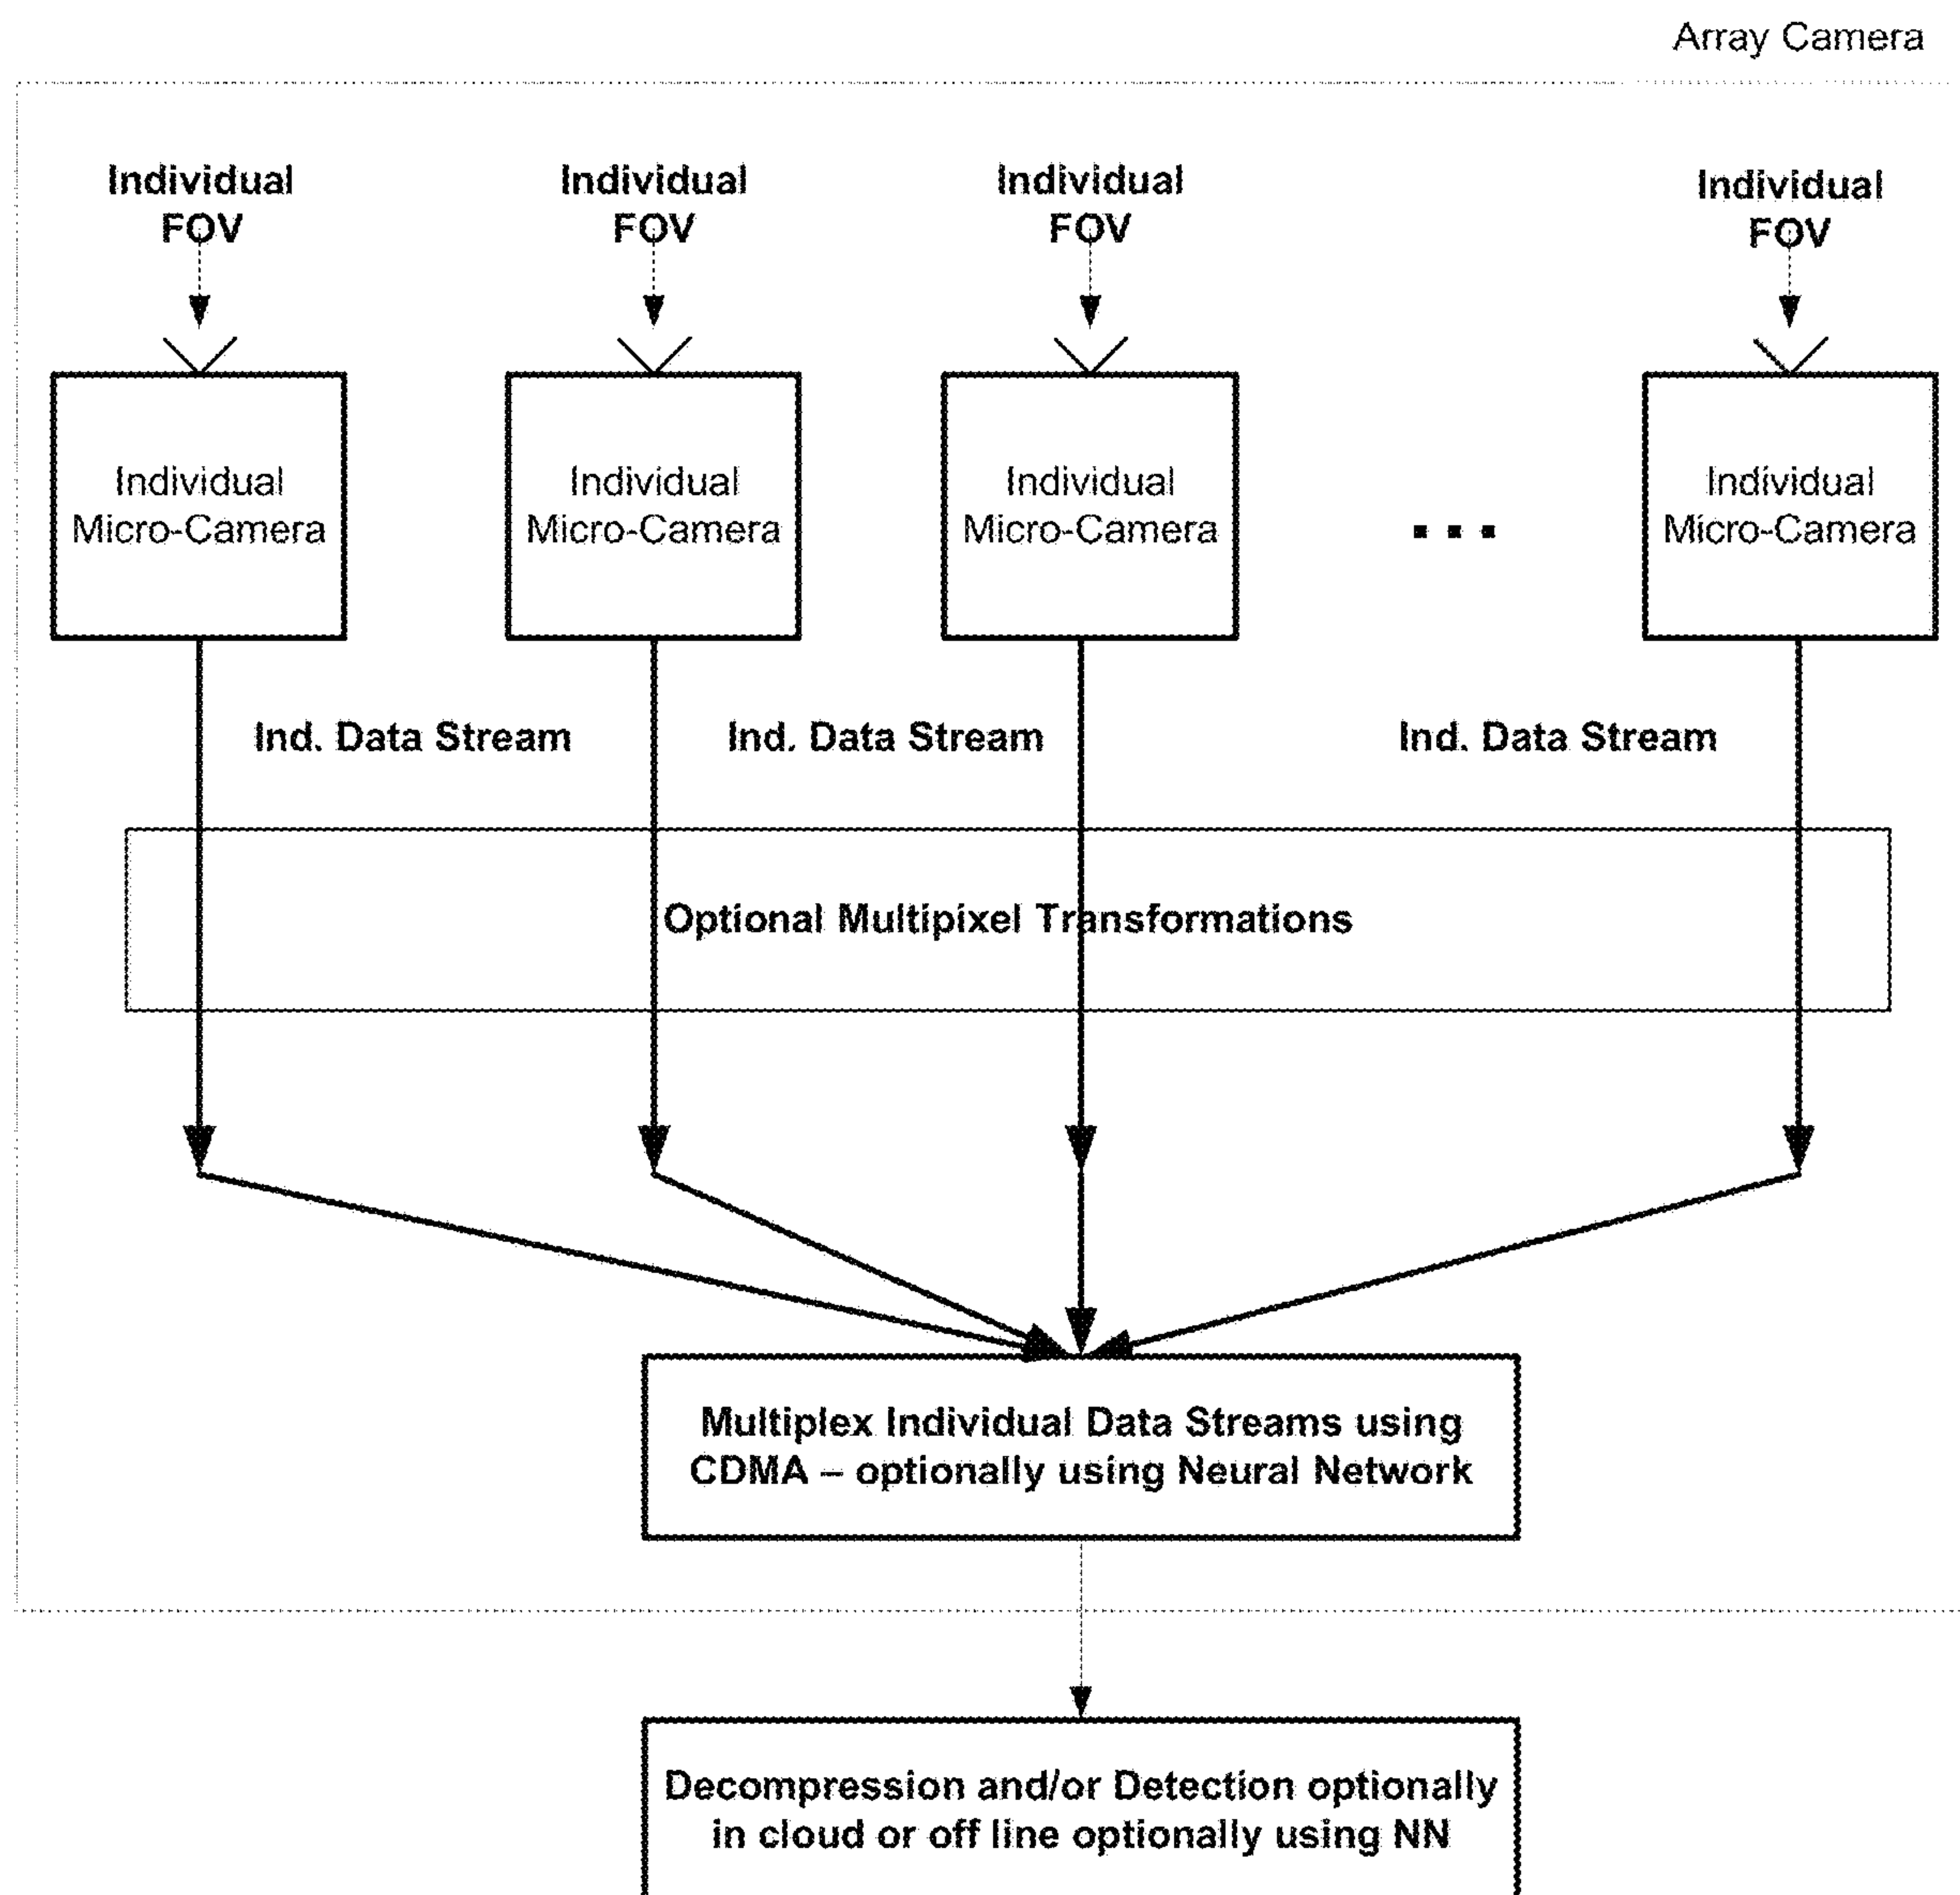 Array Camera
Individual
FOV
Individual
FOV
Individual
FOV
Individual
FOV
Individual
Micro-Camera
Individual
Micro-Camera
Individual
Micro-Camera
...
Individual
Micro-Camera
Ind. Data Stream
Ind. Data Stream
Ind. Data Stream
Optional Multipixel Transformations
Multiplex Individual Data Streams using
CDMA – optionally using Neural Network
Decompression and/or Detection optionally
in cloud or off line optionally using NN